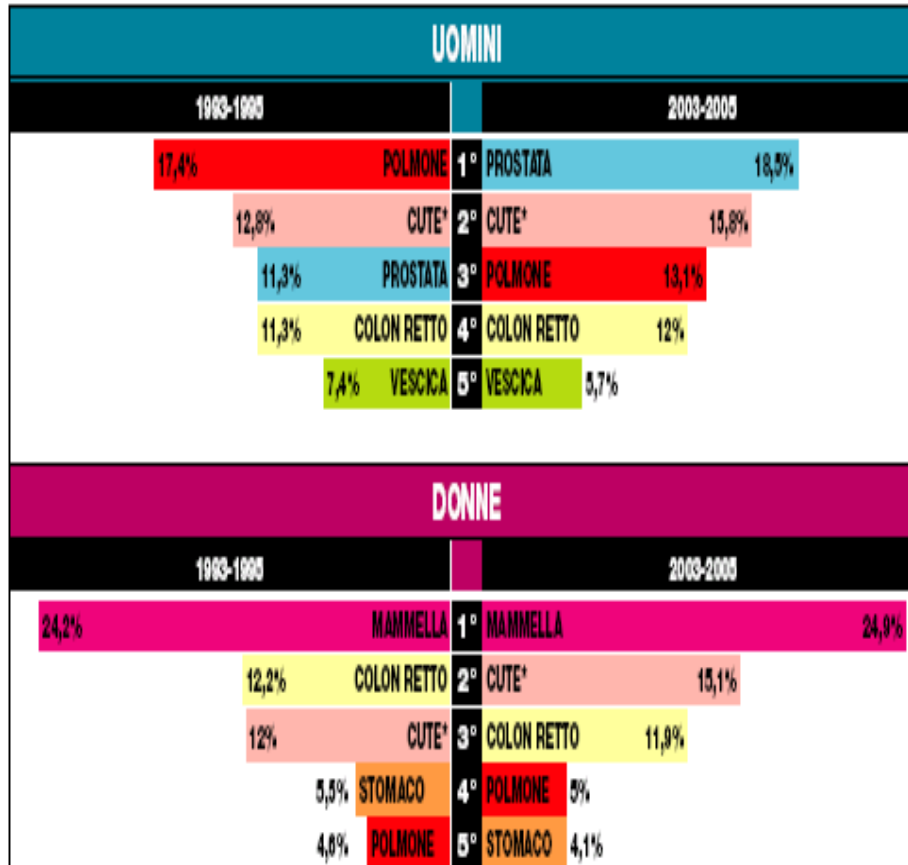 UOMINI
1993-1995 2003-2005
17,4% POLMONE 1° PROSTATA 18,5%
12,8% CUTE* 2° CUTE* 15,8%
11,3% PROSTATA 3° POLMONE 13,1%
11,3% COLON RETTO 4° COLON RETTO 12%
7,4% VESCICA 5° VESCICA 5,7%
DONNE
1993-1995 2003-2005
24,2% MAMMELLA 1° MAMMELLA 24,9%
12,2% COLON RETTO 2° CUTE* 15,1%
12% CUTE* 3° COLON RETTO 11,9%
5,5% STOMACO 4° POLMONE 5%
4,6% POLMONE 5° STOMACO 4,1%